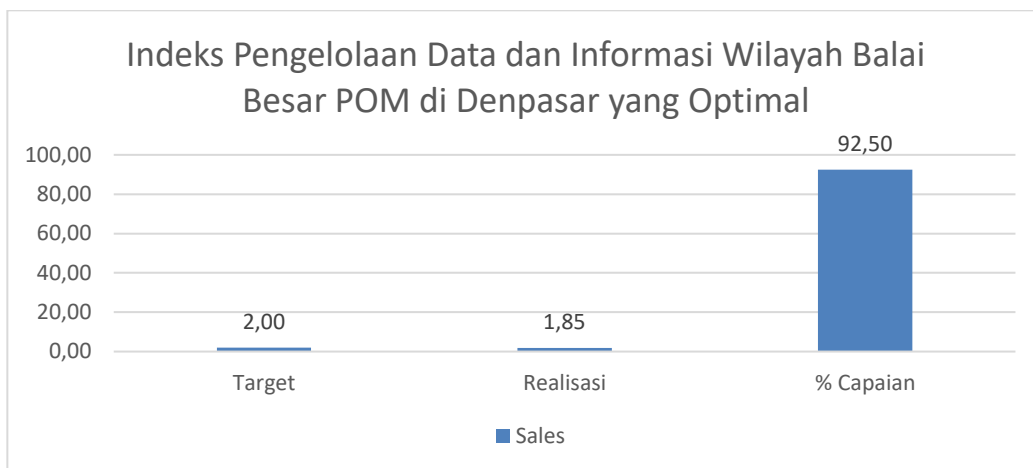 Indeks Pengelolaan Data dan Informasi Wilayah Balai
Besar POM di Denpasar yang Optimal
100,00
80,00
60,00
40,00
20,00
0,00
2,00
1,85
92,50
Target
Realisasi
% Capaian
Sales